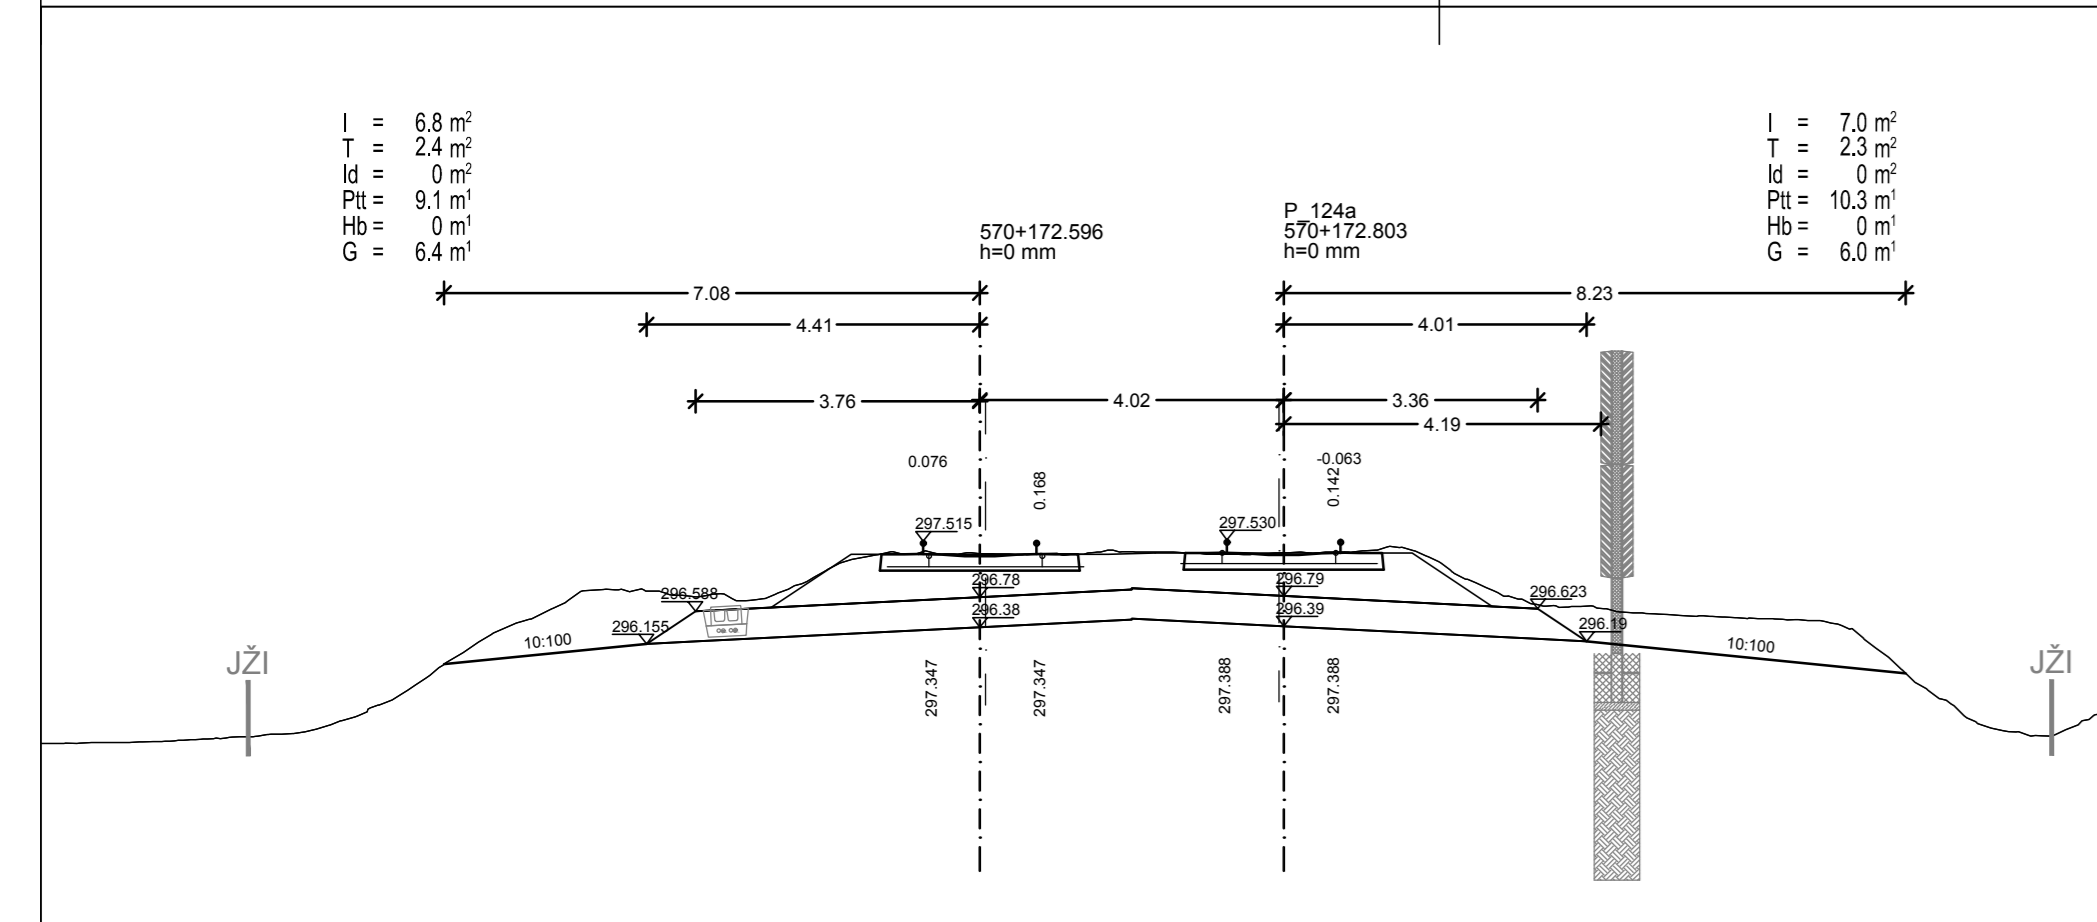 I = 6.8 m²
T = 2.4 m²
Id = 0 m²
Ptt = 9.1 m¹
Hb = 0 m¹
G = 6.4 m¹
I = 7.0 m²
T = 2.3 m²
Id = 0 m²
Ptt = 10.3 m¹
Hb = 0 m¹
G = 6.0 m¹
570+172.596
h=0 mm
P_124a
570+172.803
h=0 mm
7.08
8.23
4.41
4.01
3.76
4.02
3.36
4.19
0.076
0.168
-0.063
0.142
297.515
297.530
296.78
296.79
296.588
296.623
296.38
296.39
296.155
296.19
10:100
10:100
JŽI
JŽI
297.347
297.347
297.388
297.388